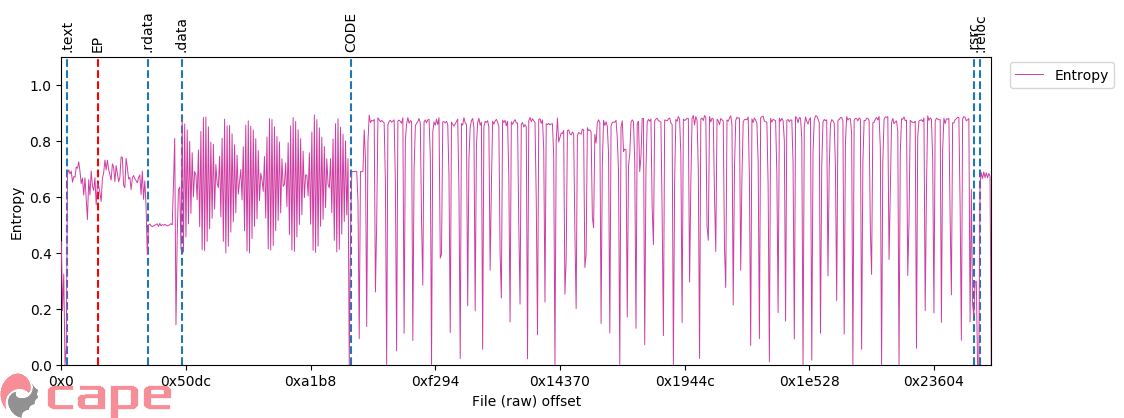 .text
EP
.rdata
.data
CODE
.rsrc
.reloc
Entropy
1.0
0.8
0.6
0.4
0.2
0.0
Entropy
0x0
0x50dc
0xa1b8
0xf294
0x14370
0x1944c
0x1e528
0x23604
File (raw) offset
cape